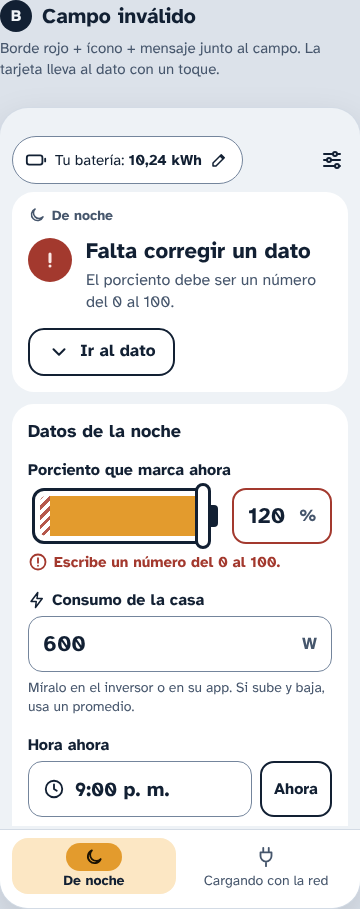 B Campo inválido
Borde rojo + ícono + mensaje junto al campo. La
tarjeta lleva al dato con un toque.
Tu batería: 10,24 kWh
De noche
Falta corregir un dato
El porciento debe ser un número
del 0 al 100.
Ir al dato
Datos de la noche
Porciento que marca ahora
120 %
Escribe un número del 0 al 100.
Consumo de la casa
600 W
Míralo en el inversor o en su app. Si sube y baja,
usa un promedio.
Hora ahora
9:00 p. m. Ahora
De noche Cargando con la red